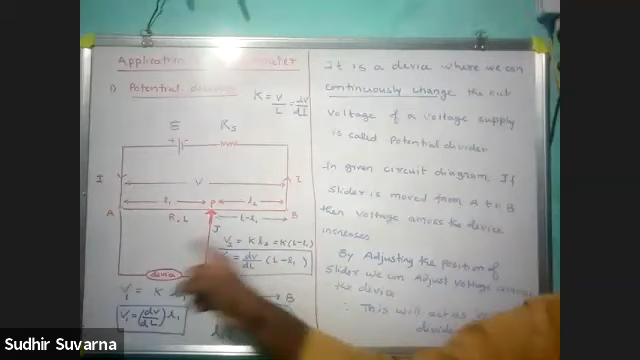 Application
1) Potential divider
K = V/L = dV/dL
E
Rs
+
I
V
I
l1
P
l2
A
R, L
L-l1
B
J
V2 = K l2 = K(L-l1)
= dV/dL (L-l1)
device
V1 = K
B
V1 = (dV/dL) l1
It is a device where we can
continuously change the out
voltage of a voltage supply
is called Potential divider
In given circuit diagram, If
slider is moved from A to B
then voltage across the device
increases
By Adjusting the position of
slider we can Adjust voltage
the device
∴ This will act as
Sudhir Suvarna